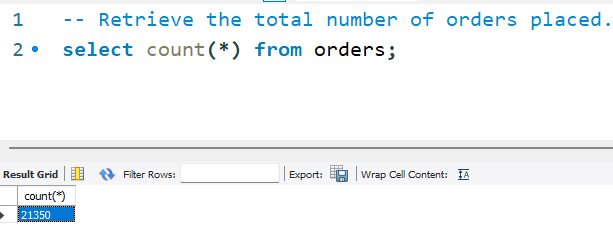 1 -- Retrieve the total number of orders placed.
2 select count(*) from orders;
Result Grid Filter Rows: Export: Wrap Cell Content:
count(*)
21350